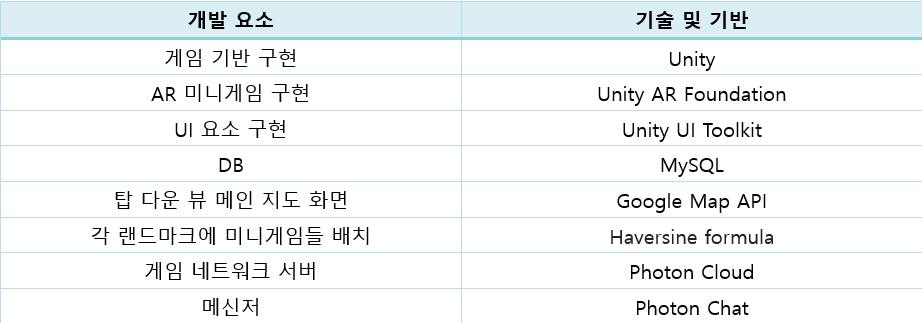 개발 요소 기술 및 기반
게임 기반 구현 Unity
AR 미니게임 구현 Unity AR Foundation
UI 요소 구현 Unity UI Toolkit
DB MySQL
탑 다운 뷰 메인 지도 화면 Google Map API
각 랜드마크에 미니게임들 배치 Haversine formula
게임 네트워크 서버 Photon Cloud
메신저 Photon Chat